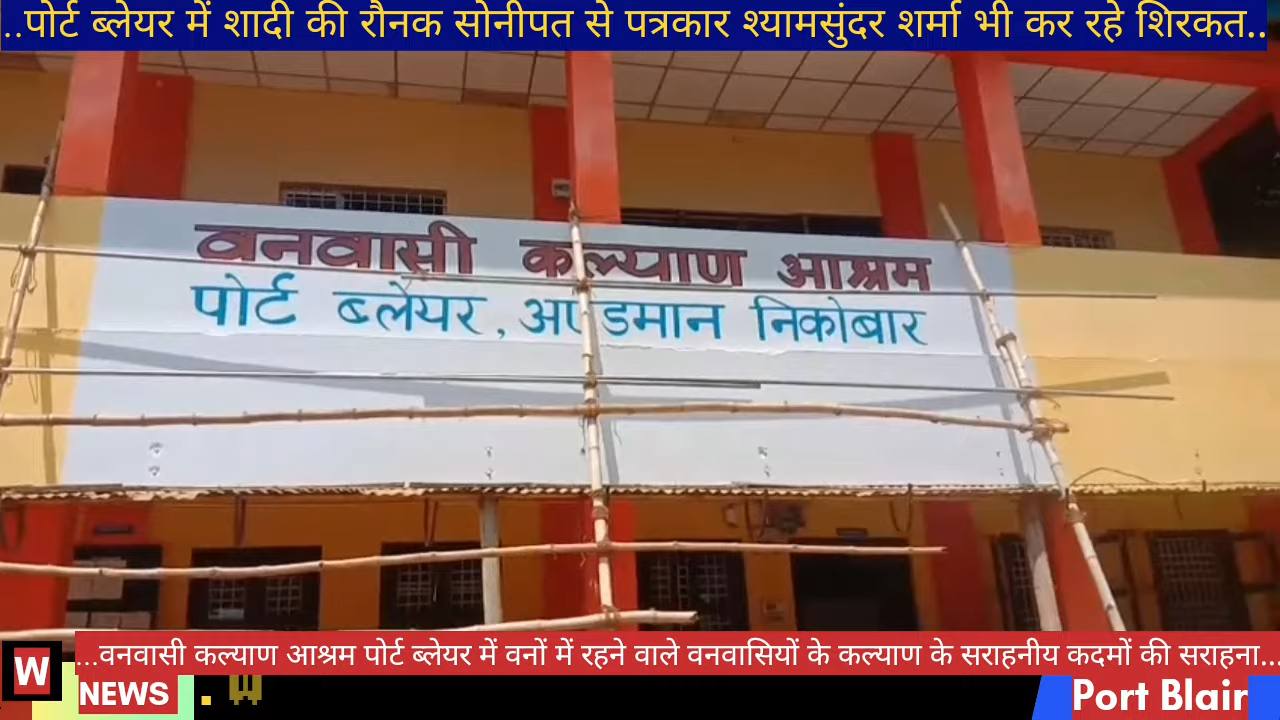 ..पोर्ट ब्लेयर में शादी की रौनक सोनीपत से पत्रकार श्यामसुंदर शर्मा भी कर रहे शिरकत..
वनवासी कल्याण आश्रम
पोर्ट ब्लेयर, अण्डमान निकोबार
...वनवासी कल्याण आश्रम पोर्ट ब्लेयर में वनों में रहने वाले वनवासियों के कल्याण के सराहनीय कदमों की सराहना...
W
NEWS
Port Blair